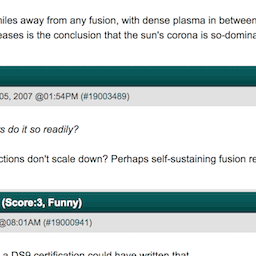 niles away from any fusion, with dense plasma in between
eases is the conclusion that the sun's corona is so-domina
05, 2007 @01:54PM (#19003489)
s do it so readily?
ctions don't scale down? Perhaps self-sustaining fusion re
(Score:3, Funny)
@08:01AM (#19000941)
a DS9 certification could have written that